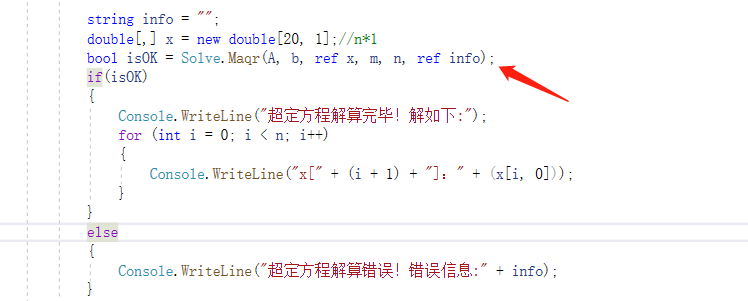 string info = "";
double[,] x = new double[20, 1];//n*1
bool isOK = Solve.Maqr(A, b, ref x, m, n, ref info);
if(isOK)
{
Console.WriteLine("超定方程解算完毕！解如下:");
for (int i = 0; i < n; i++)
{
Console.WriteLine("x[" + (i + 1) + "]：" + (x[i, 0]));
}
}
else
{
Console.WriteLine("超定方程解算错误！错误信息:" + info);
}